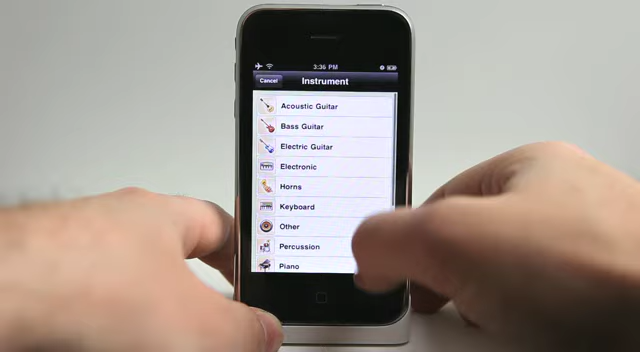 3:36 PM
Cancel
Instrument
Acoustic Guitar
Bass Guitar
Electric Guitar
Electronic
Horns
Keyboard
Other
Percussion
Piano